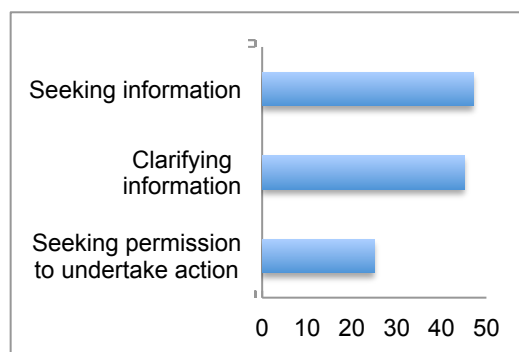 Seeking information
Clarifying
information
Seeking permission
to undertake action
0 10 20 30 40 50